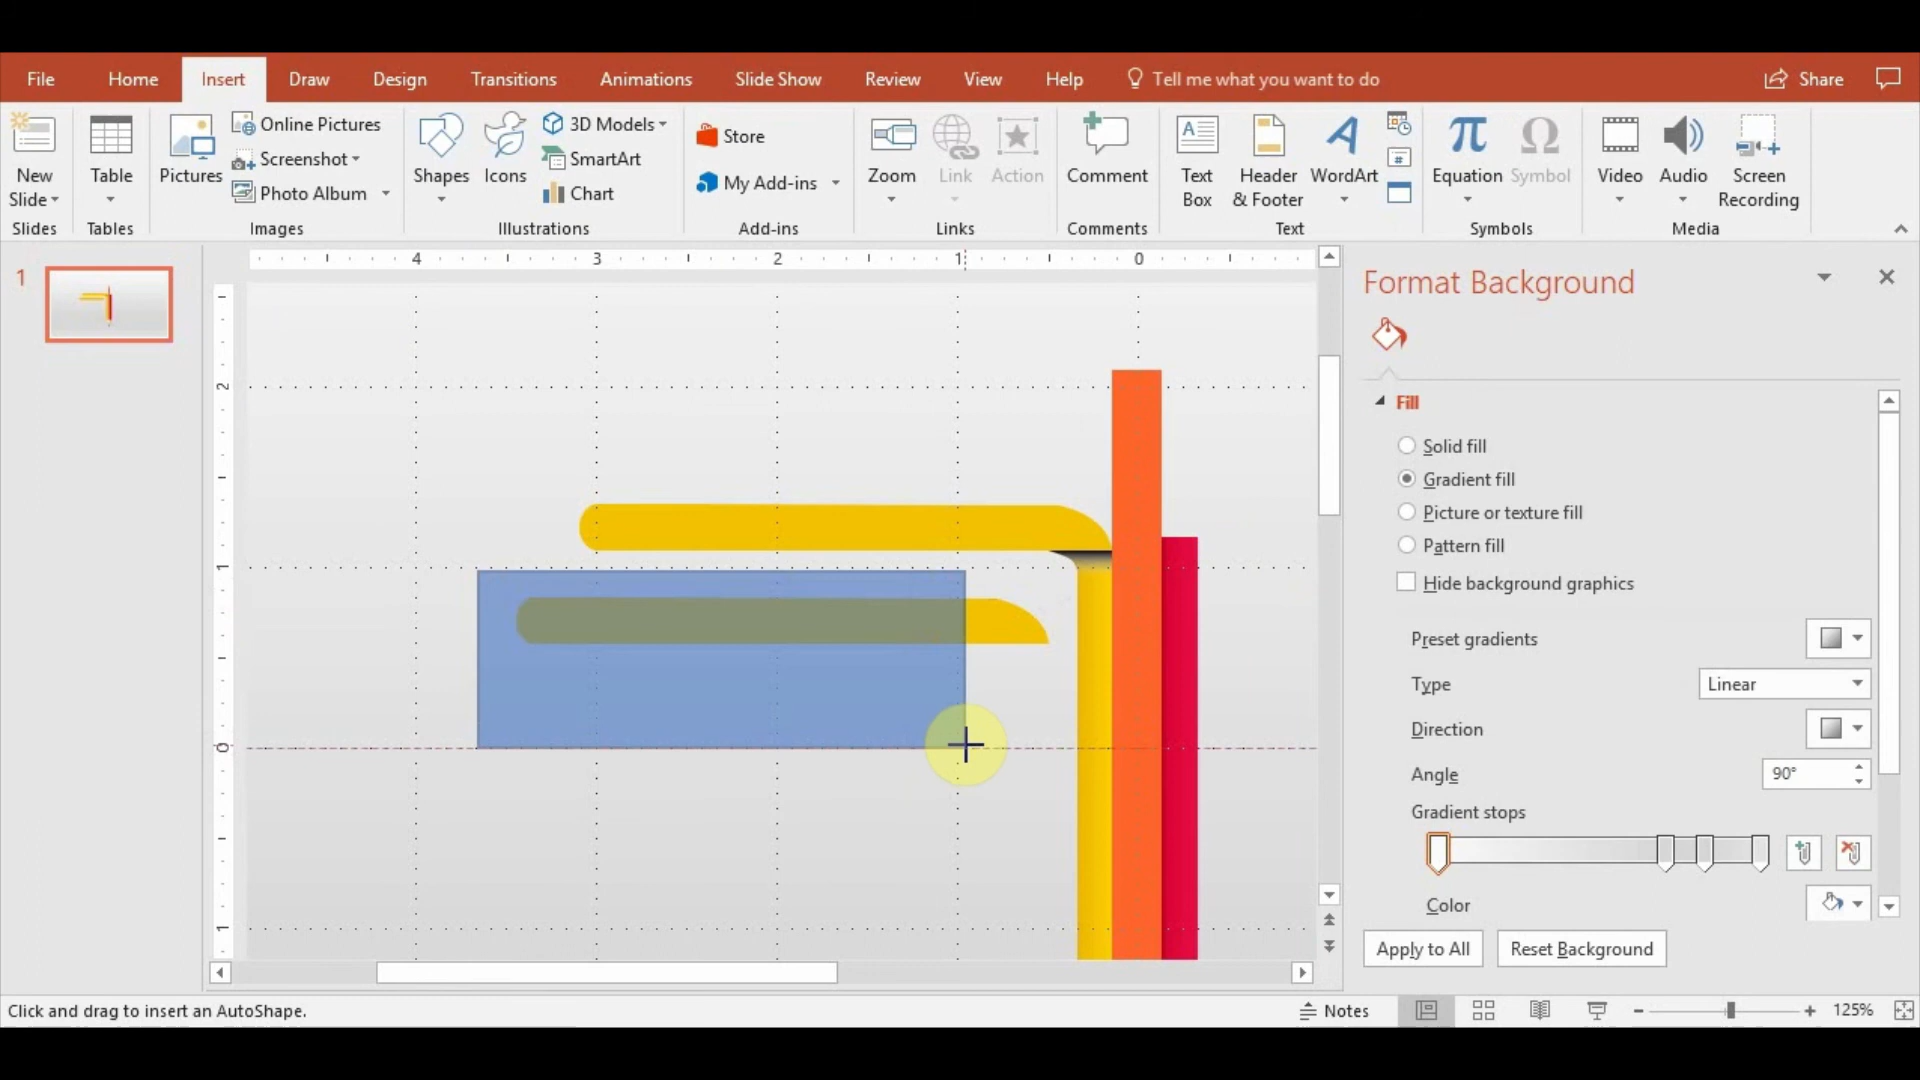 File Home Insert Draw Design Transitions Animations Slide Show Review View Help Tell me what you want to do Share
New Slide
Table
Pictures
Online Pictures
Screenshot
Photo Album
Shapes
Icons
3D Models
SmartArt
Chart
Store
My Add-ins
Zoom
Link
Action
Comment
Text Box
Header & Footer
WordArt
Equation
Symbol
Video
Audio
Screen Recording
Slides Tables Images Illustrations Add-ins Links Comments Text Symbols Media
1
4 3 2 1 0
2
1
0
1
Format Background
Fill
Solid fill
Gradient fill
Picture or texture fill
Pattern fill
Hide background graphics
Preset gradients
Type Linear
Direction
Angle 90°
Gradient stops
Color
Apply to All Reset Background
Click and drag to insert an AutoShape. Notes 125%